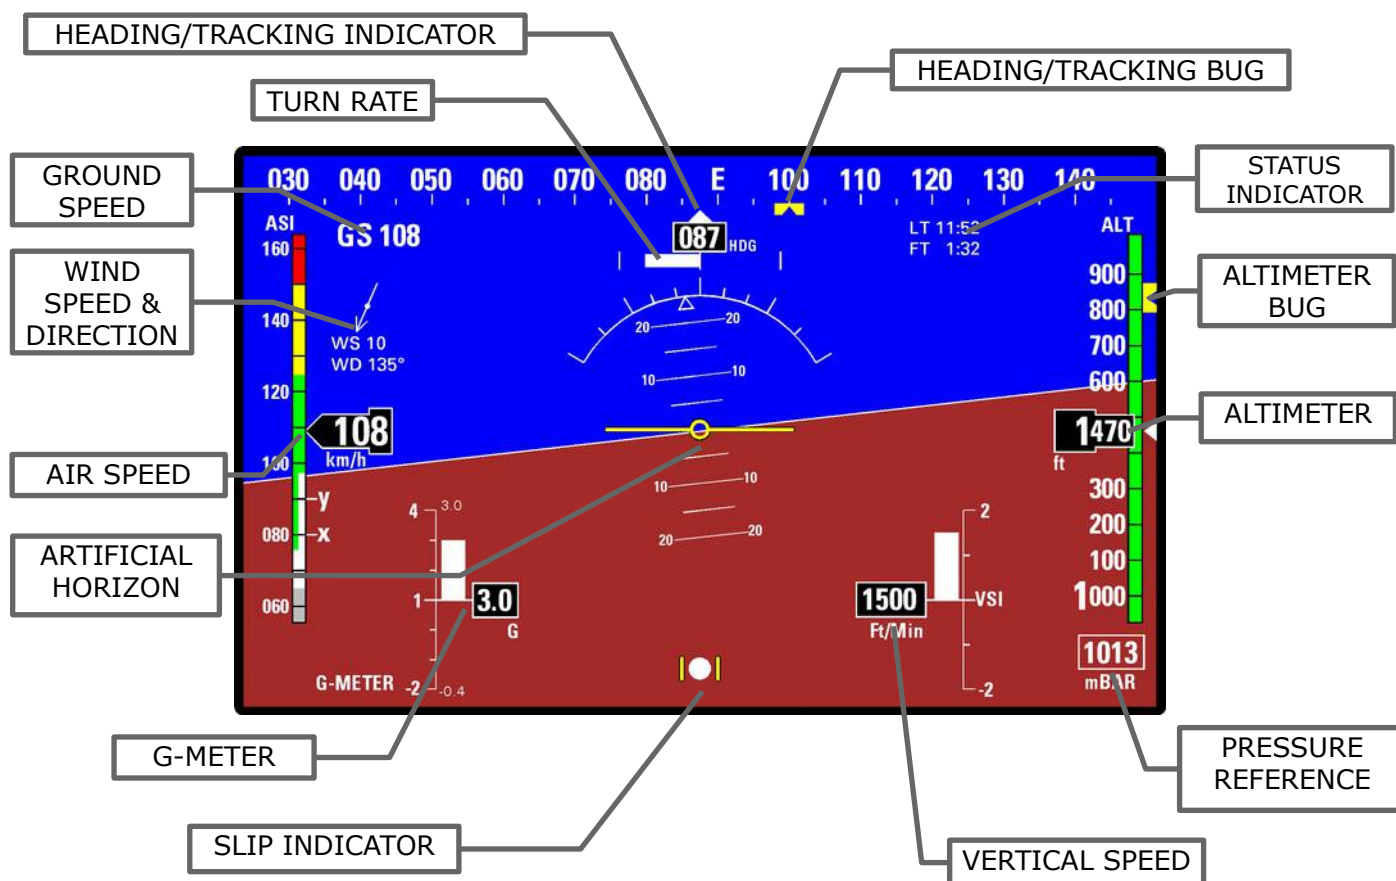 HEADING/TRACKING INDICATOR
HEADING/TRACKING BUG
TURN RATE
GROUND
SPEED
STATUS
INDICATOR
WIND
SPEED &
DIRECTION
ALTIMETER
BUG
ALTIMETER
AIR SPEED
ARTIFICIAL
HORIZON
G-METER
SLIP INDICATOR
VERTICAL SPEED
PRESSURE
REFERENCE
030 040 050 060 070 080 E 100 110 120 130 140
ASI
GS 108
087 HDG
LT 11:52
FT 1:32
ALT
160
140
120
100
080
060
WS 10
WD 135°
108
km/h
y
x
20 20
10 10
10 10
20 20
900
800
700
600
1470
ft
300
200
100
1000
4 3.0
1
3.0
G
G-METER -2 -0.4
2
1500 VSI
Ft/Min
-2
1013
mBAR